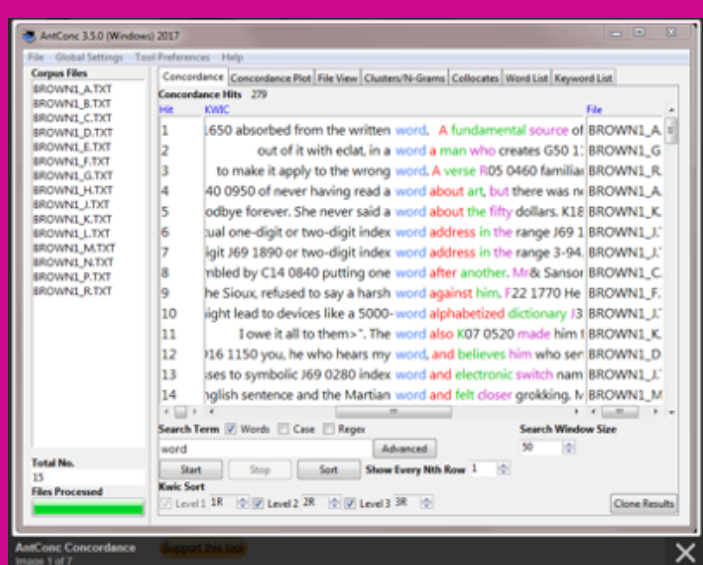 AntConc 3.5.0 (Windows) 2017
File Global Settings Tool Preferences Help
Corpus Files
BROWN1_A.TXT
BROWN1_B.TXT
BROWN1_C.TXT
BROWN1_D.TXT
BROWN1_E.TXT
BROWN1_F.TXT
BROWN1_G.TXT
BROWN1_H.TXT
BROWN1_J.TXT
BROWN1_K.TXT
BROWN1_L.TXT
BROWN1_M.TXT
BROWN1_N.TXT
BROWN1_P.TXT
BROWN1_R.TXT
Total No.
15
Files Processed
Concordance Concordance Plot File View Clusters/N-Grams Collocates Word List Keyword List
Concordance Hits 279
Hit KWIC File
1 1650 absorbed from the written word. A fundamental source of BROWN1_A.
2 out of it with eclat, in a word a man who creates G50 11 BROWN1_G
3 to make it apply to the wrong word. A verse R05 0460 familiar BROWN1_R.
4 40 0950 of never having read a word about art, but there was BROWN1_A.
5 odbye forever. She never said a word about the fifty dollars. K18 BROWN1_K.
6 tual one-digit or two-digit index word address in the range J69 1 BROWN1_J.
7 igit J69 1890 or two-digit index word address in the range 3-94. BROWN1_J.
8 mbled by C14 0840 putting one word after another. Mr& Sansor BROWN1_C.
9 he Sioux, refused to say a harsh word against him. F22 1770 He BROWN1_F.
10 ight lead to devices like a 5000- word alphabetized dictionary J3 BROWN1_J.
11 I owe it all to them>". The word also K07 0520 made him BROWN1_K.
12 016 1150 you, he who hears my word, and believes him who sen BROWN1_D
13 ses to symbolic J69 0280 index word and electronic switch nam BROWN1_J.
14 nglish sentence and the Martian word and felt closer grokking. BROWN1_M
Search Term Words Case Regex Search Window Size
word Advanced 50
Start Stop Sort Show Every Nth Row 1
Kwic Sort
Level 1 1R Level 2 2R Level 3 3R Clone Results
AntConc Concordance Support this tool
Image 1 of 7